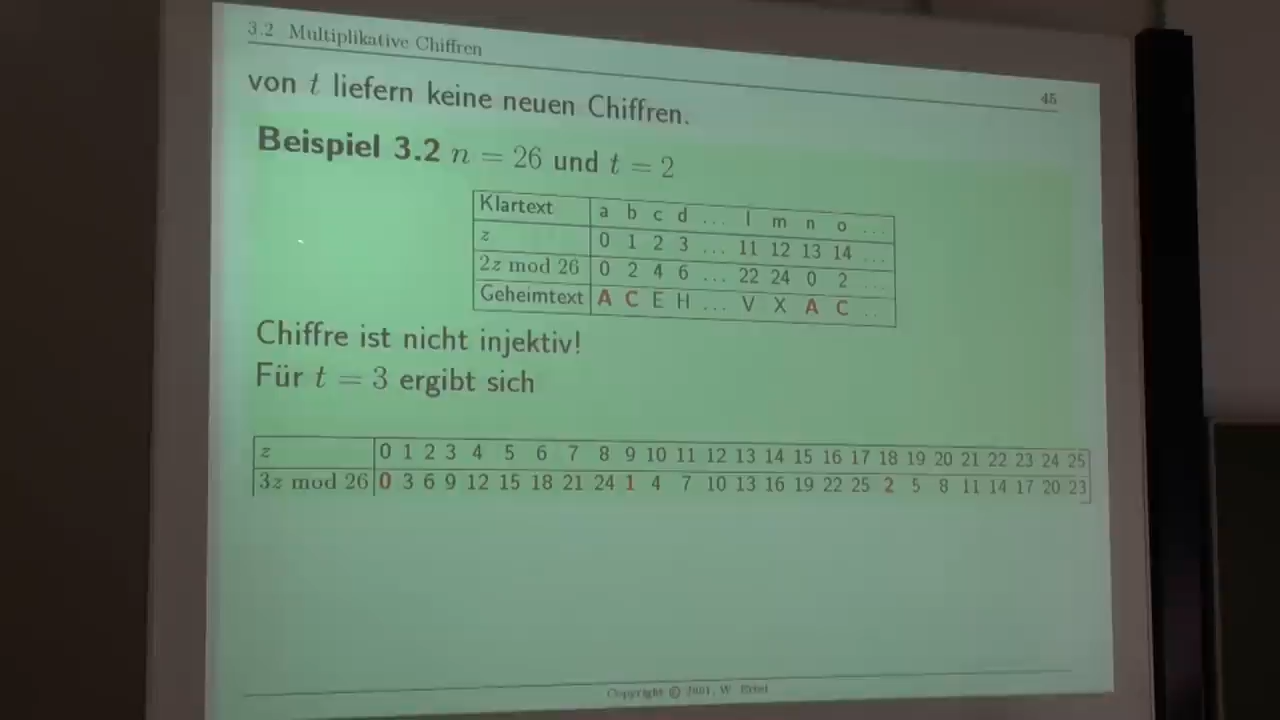 3.2 Multiplikative Chiffren
45
von t liefern keine neuen Chiffren.
Beispiel 3.2 n = 26 und t = 2
Klartext a b c d ... l m n o ...
z 0 1 2 3 ... 11 12 13 14 ...
2z mod 26 0 2 4 6 ... 22 24 0 2 ...
Geheimtext A C E H ... V X A C ...
Chiffre ist nicht injektiv!
Für t = 3 ergibt sich
z 0 1 2 3 4 5 6 7 8 9 10 11 12 13 14 15 16 17 18 19 20 21 22 23 24 25
3z mod 26 0 3 6 9 12 15 18 21 24 1 4 7 10 13 16 19 22 25 2 5 8 11 14 17 20 23
Copyright © 2001, W. Ertel